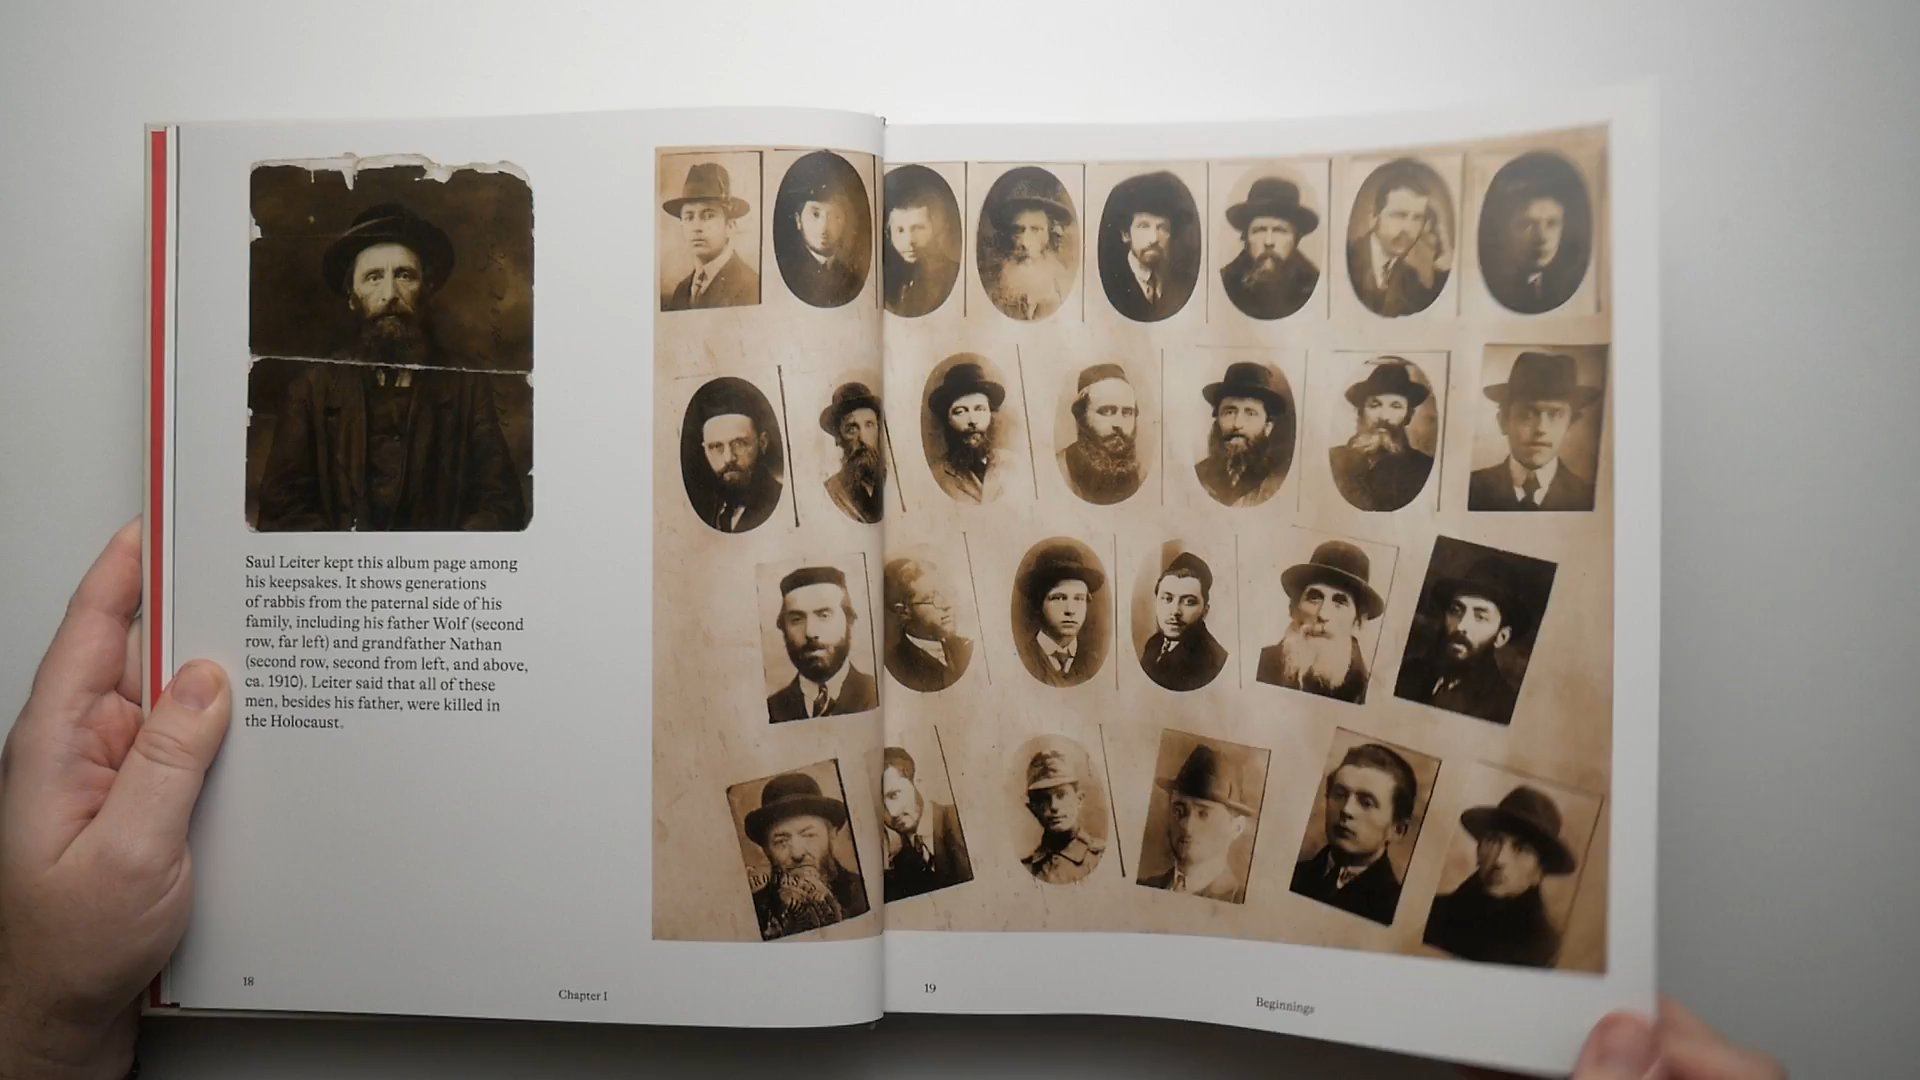 Saul Leiter kept this album page among
his keepsakes. It shows generations
of rabbis from the paternal side of his
family, including his father Wolf (second
row, far left) and grandfather Nathan
(second row, second from left, and above,
ca. 1910). Leiter said that all of these
men, besides his father, were killed in
the Holocaust.
18
Chapter I
19
Beginnings